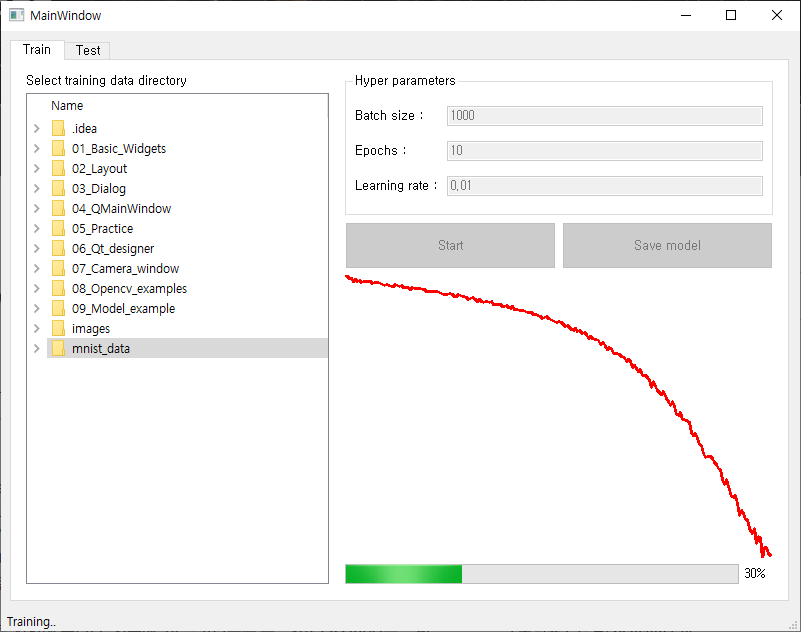 MainWindow
Train
Test
Select training data directory
Name
.idea
01_Basic_Widgets
02_Layout
03_Dialog
04_QMainWindow
05_Practice
06_Qt_designer
07_Camera_window
08_Opencv_examples
09_Model_example
images
mnist_data
Hyper parameters
Batch size : 1000
Epochs : 10
Learning rate : 0,01
Start
Save model
30%
Training..